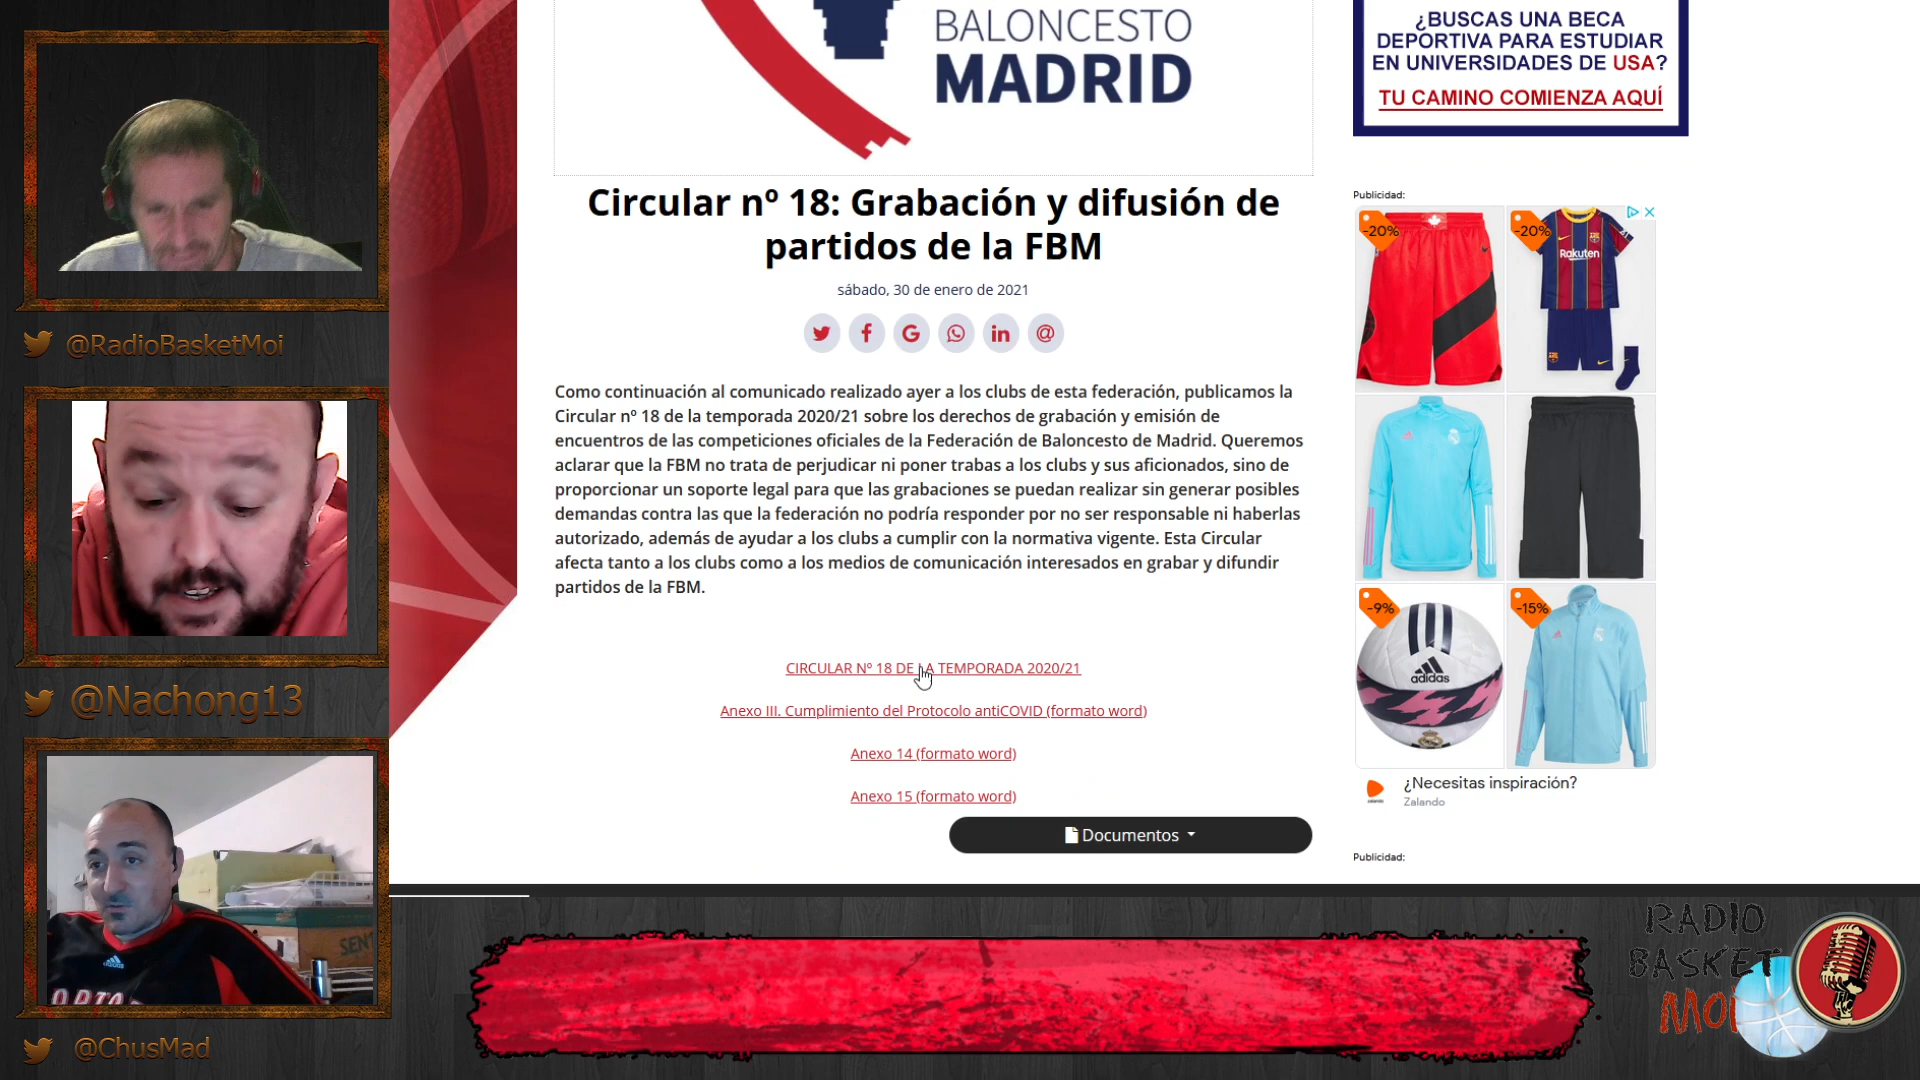 @RadioBasketMoi
@Nachong13
@ChusMad
BALONCESTO
MADRID
Circular nº 18: Grabación y difusión de
partidos de la FBM
sábado, 30 de enero de 2021
Como continuación al comunicado realizado ayer a los clubs de esta federación, publicamos la
Circular nº 18 de la temporada 2020/21 sobre los derechos de grabación y emisión de
encuentros de las competiciones oficiales de la Federación de Baloncesto de Madrid. Queremos
aclarar que la FBM no trata de perjudicar ni poner trabas a los clubs y sus aficionados, sino de
proporcionar un soporte legal para que las grabaciones se puedan realizar sin generar posibles
demandas contra las que la federación no podría responder por no ser responsable ni haberlas
autorizado, además de ayudar a los clubs a cumplir con la normativa vigente. Esta Circular
afecta tanto a los clubs como a los medios de comunicación interesados en grabar y difundir
partidos de la FBM.
CIRCULAR Nº 18 DE LA TEMPORADA 2020/21
Anexo III. Cumplimiento del Protocolo antiCOVID (formato word)
Anexo 14 (formato word)
Anexo 15 (formato word)
Documentos
¿BUSCAS UNA BECA
DEPORTIVA PARA ESTUDIAR
EN UNIVERSIDADES DE USA?
TU CAMINO COMIENZA AQUÍ
Publicidad:
-20%
-20%
Rakuten
-9%
-15%
adidas
¿Necesitas inspiración?
Zalando
Publicidad:
RADIO
BASKET
MOI